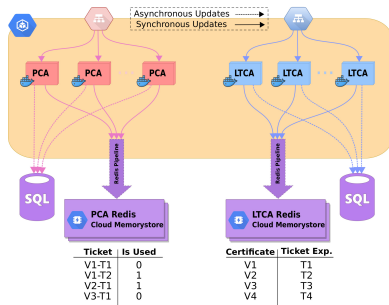 Asynchronous Updates
Synchronous Updates
PCA
PCA
PCA
LTCA
LTCA
LTCA
Redis Pipeline
Redis Pipeline
SQL
PCA Redis
Cloud Memorystore
LTCA Redis
Cloud Memorystore
SQL
Ticket Is Used
V1-T1 0
V1-T2 1
V2-T1 1
V3-T1 0
Certificate Ticket Exp.
V1 T1
V2 T2
V3 T3
V4 T4